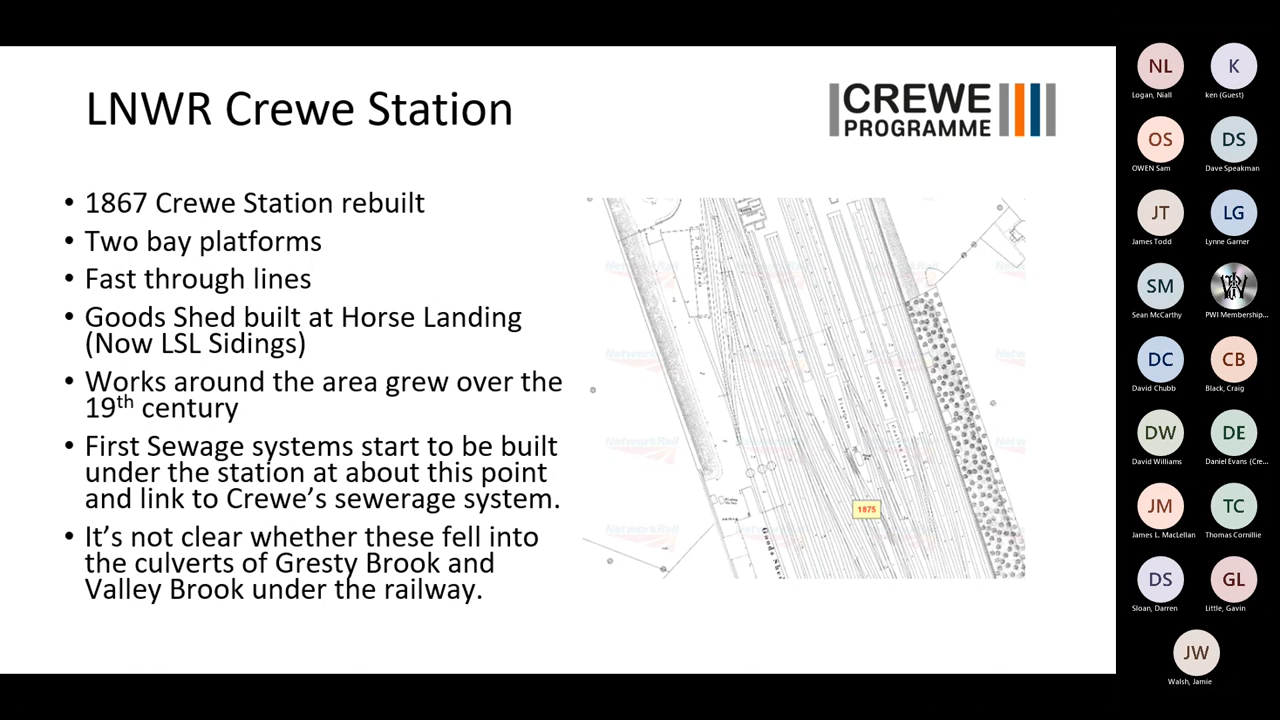 LNWR Crewe Station
CREWE
PROGRAMME
• 1867 Crewe Station rebuilt
• Two bay platforms
• Fast through lines
• Goods Shed built at Horse Landing
(Now LSL Sidings)
• Works around the area grew over the
19th century
• First Sewage systems start to be built
under the station at about this point
and link to Crewe’s sewerage system.
• It’s not clear whether these fell into
the culverts of Gresty Brook and
Valley Brook under the railway.
NetworkRail
1875
Goods
NL
Logan, Niall
K
ken (Guest)
OS
OWEN Sam
DS
Dave Speakman
JT
James Todd
LG
Lynne Garner
SM
Sean McCarthy
PWI Membership...
DC
David Chubb
CB
Black, Craig
DW
David Williams
DE
Daniel Evans (Cre...
JM
James L. MacLellan
TC
Thomas Cornillie
DS
Sloan, Darren
GL
Little, Gavin
JW
Walsh, Jamie